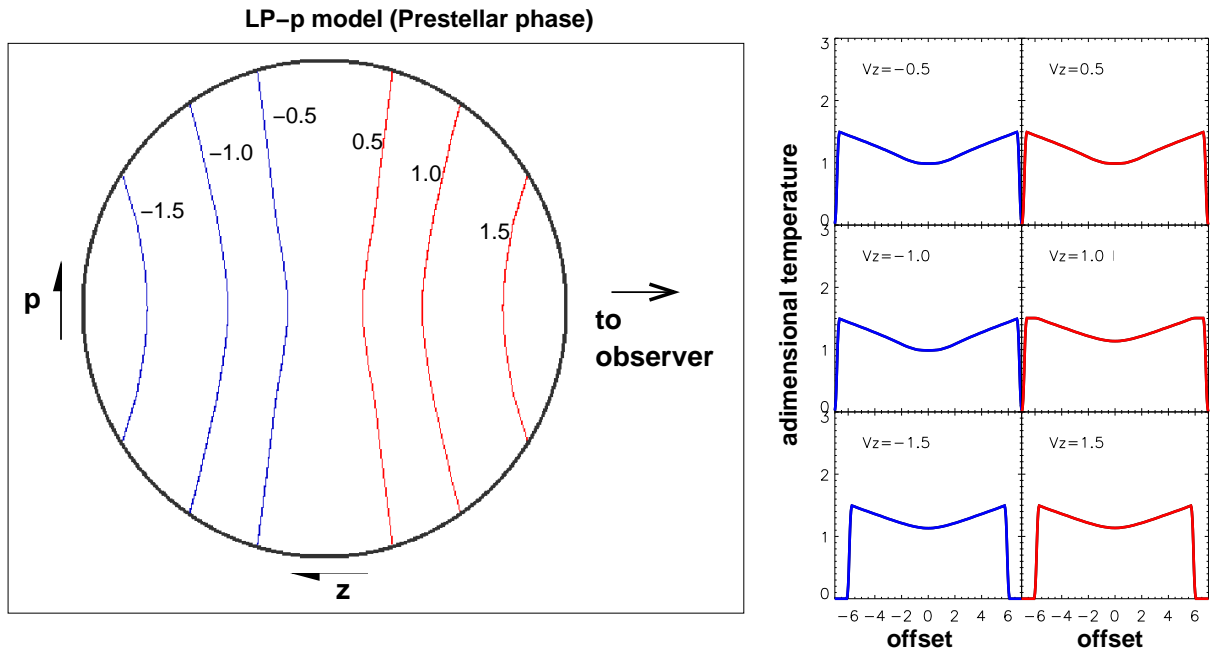 LP−p model (Prestellar phase)
−0.5
0.5
−1.0
1.0
−1.5
1.5
p
to
observer
z
adimensional temperature
3
2
1
0
Vz=−0.5
Vz=0.5
3
2
1
0
Vz=−1.0
Vz=1.0
3
2
1
0
Vz=−1.5
Vz=1.5
−6 −4 −2 0 2 4 6
−6 −4 −2 0 2 4 6
offset
offset